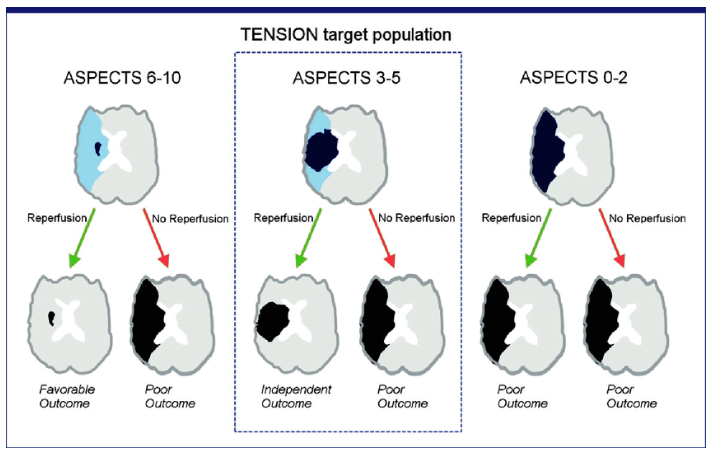 TENSION target population
ASPECTS 6-10
ASPECTS 3-5
ASPECTS 0-2
Reperfusion
No Reperfusion
Reperfusion
No Reperfusion
Reperfusion
No Reperfusion
Favorable
Outcome
Poor
Outcome
Independent
Outcome
Poor
Outcome
Poor
Outcome
Poor
Outcome